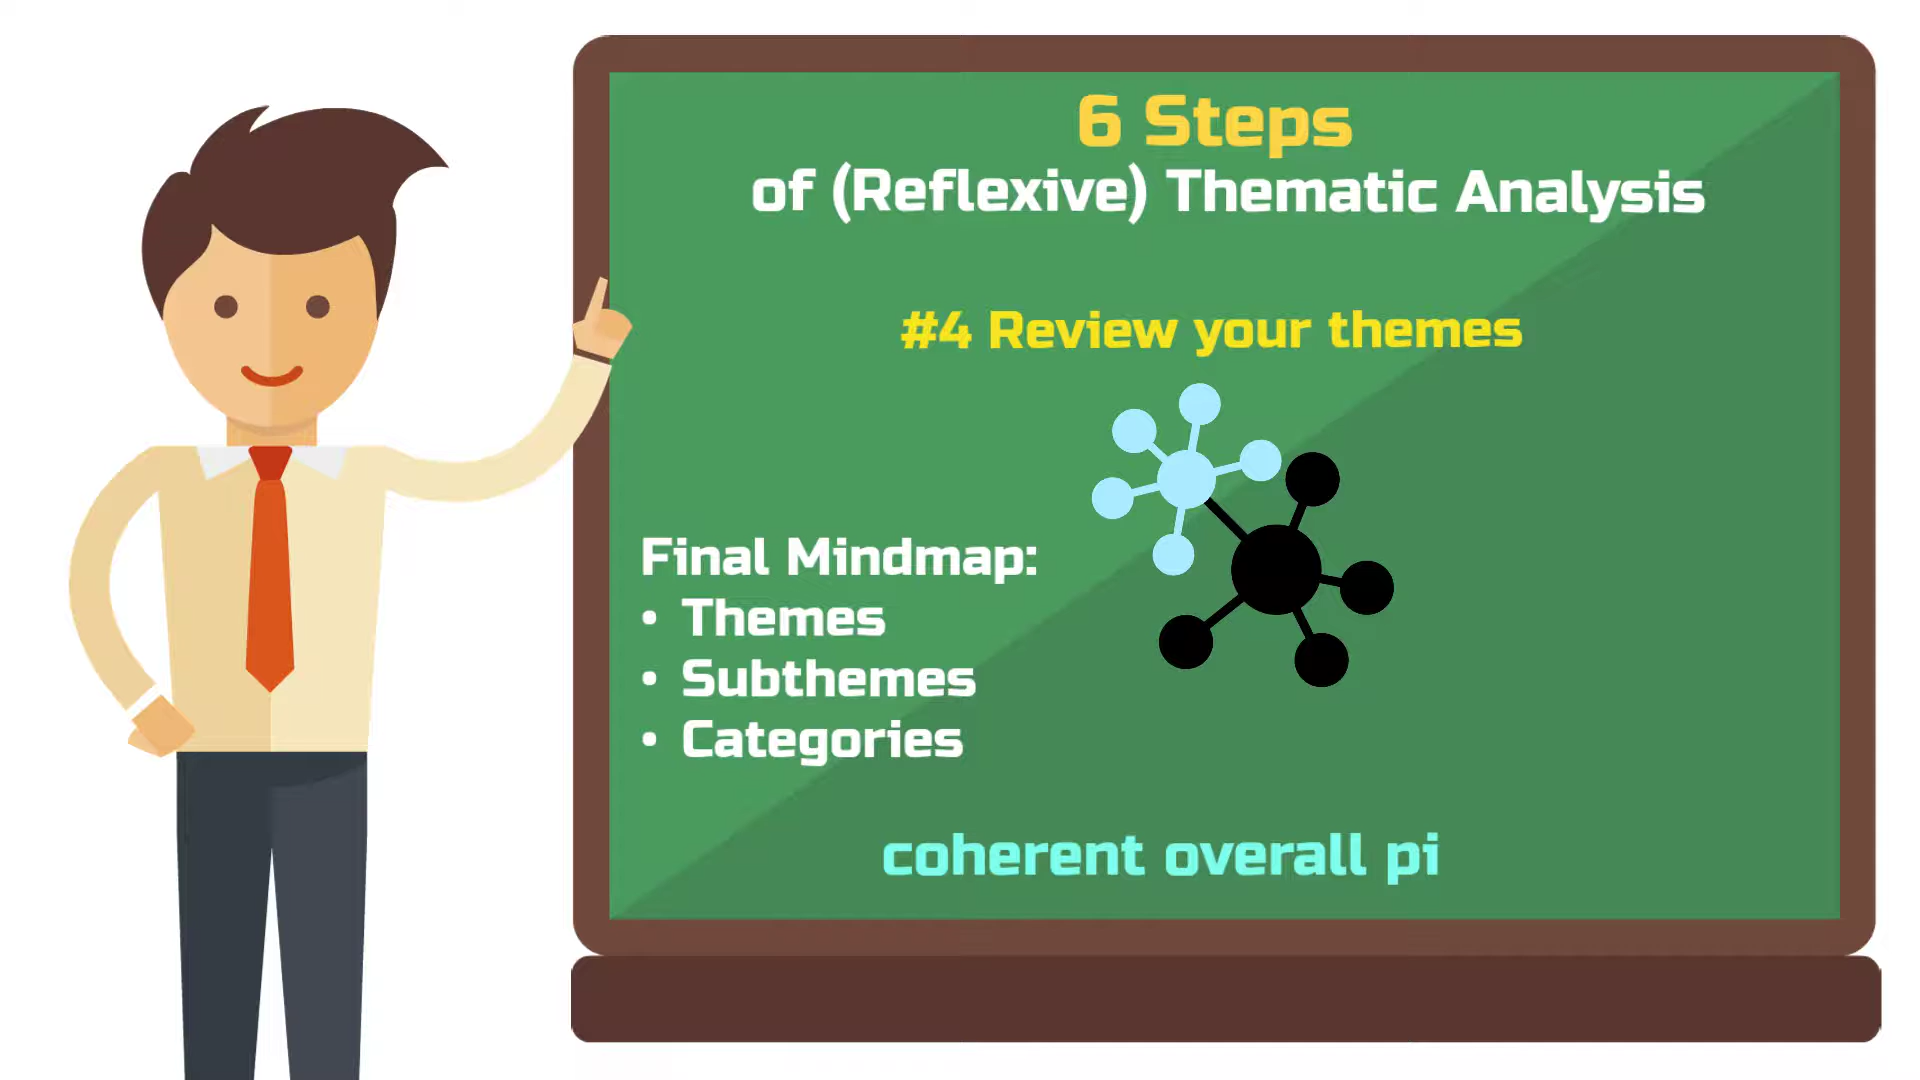 6 Steps
of (Reflexive) Thematic Analysis
#4 Review your themes
Final Mindmap:
• Themes
• Subthemes
• Categories
coherent overall pi